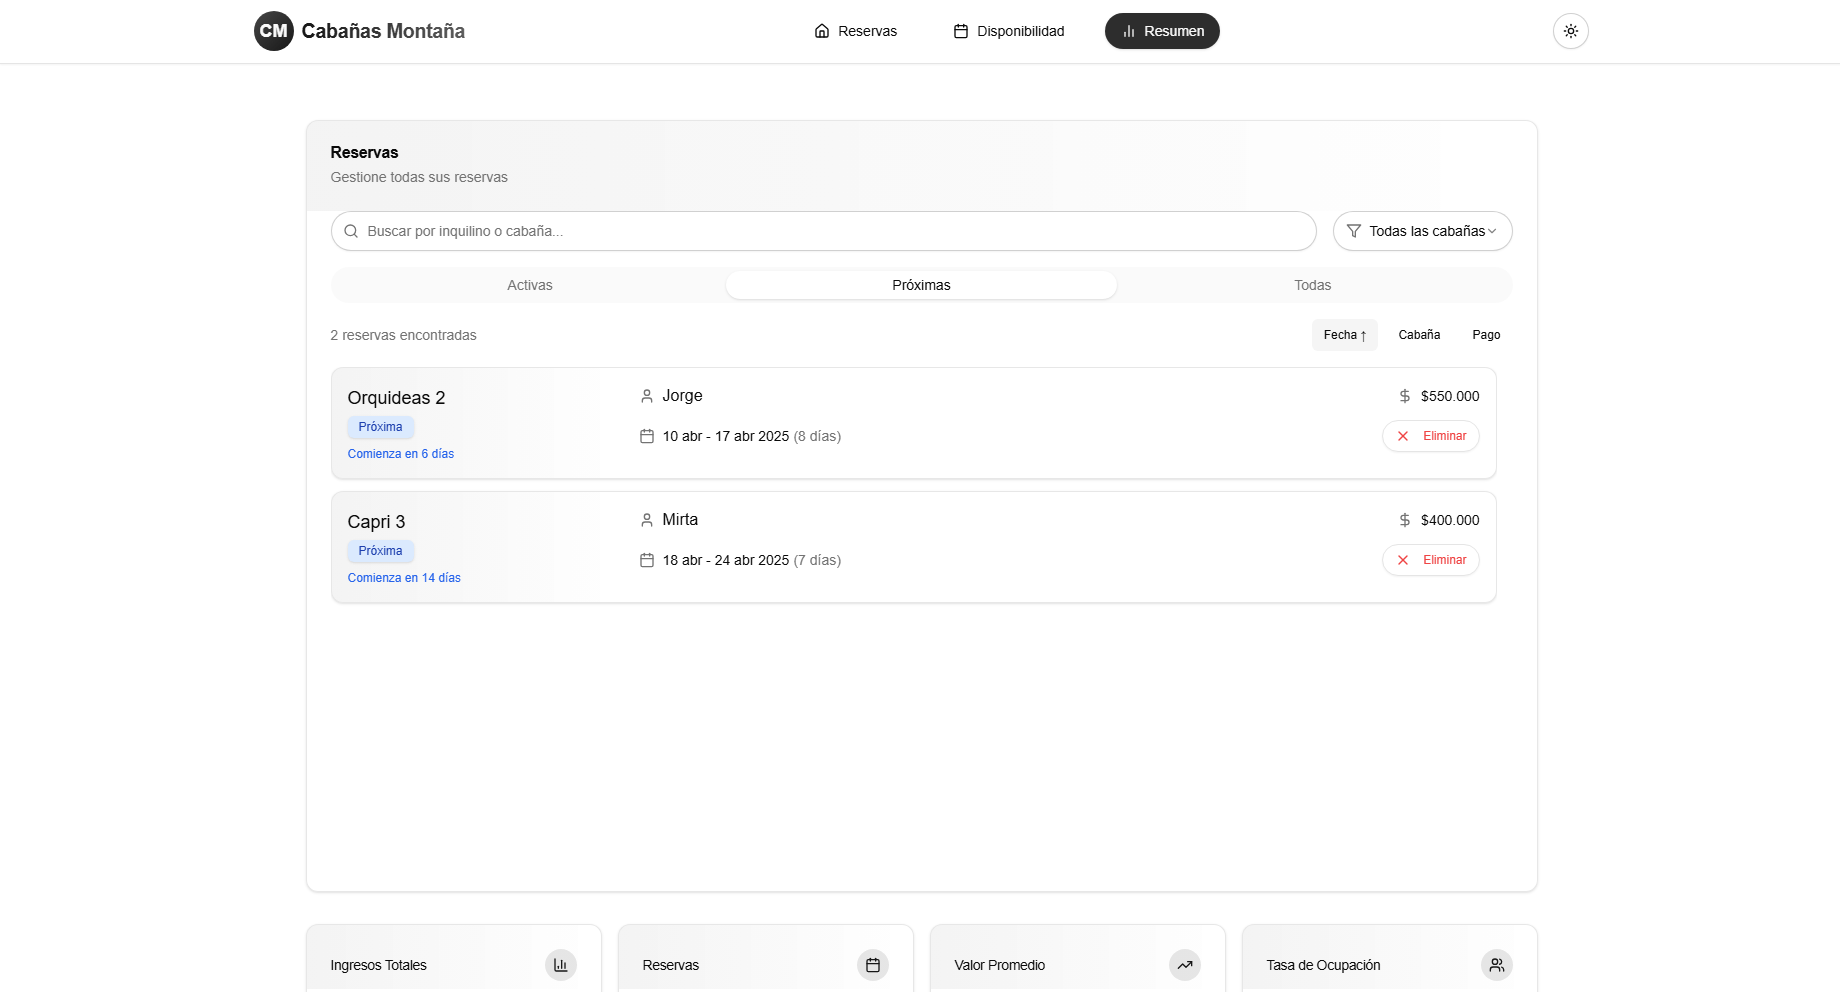 CM Cabañas Montaña
Reservas
Disponibilidad
Resumen
Reservas
Gestione todas sus reservas
Buscar por inquilino o cabaña...
Todas las cabañas
Activas
Próximas
Todas
2 reservas encontradas
Fecha ↑
Cabaña
Pago
Orquideas 2
Próxima
Comienza en 6 días
Jorge
10 abr - 17 abr 2025 (8 días)
$550.000
Eliminar
Capri 3
Próxima
Comienza en 14 días
Mirta
18 abr - 24 abr 2025 (7 días)
$400.000
Eliminar
Ingresos Totales
Reservas
Valor Promedio
Tasa de Ocupación